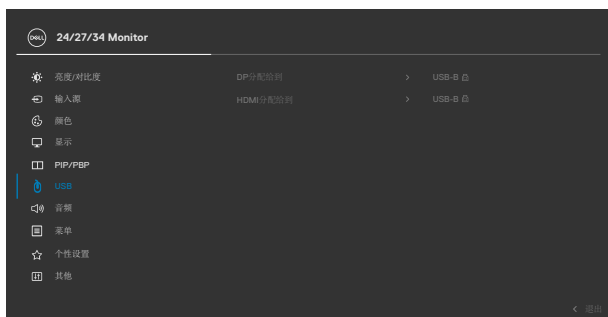 DELL
24/27/34 Monitor
亮度/对比度
DP分配给到 > USB-B
输入源
HDMI分配给到 > USB-B
颜色
显示
PIP/PBP
USB
音频
菜单
个性设置
其他
< 退出